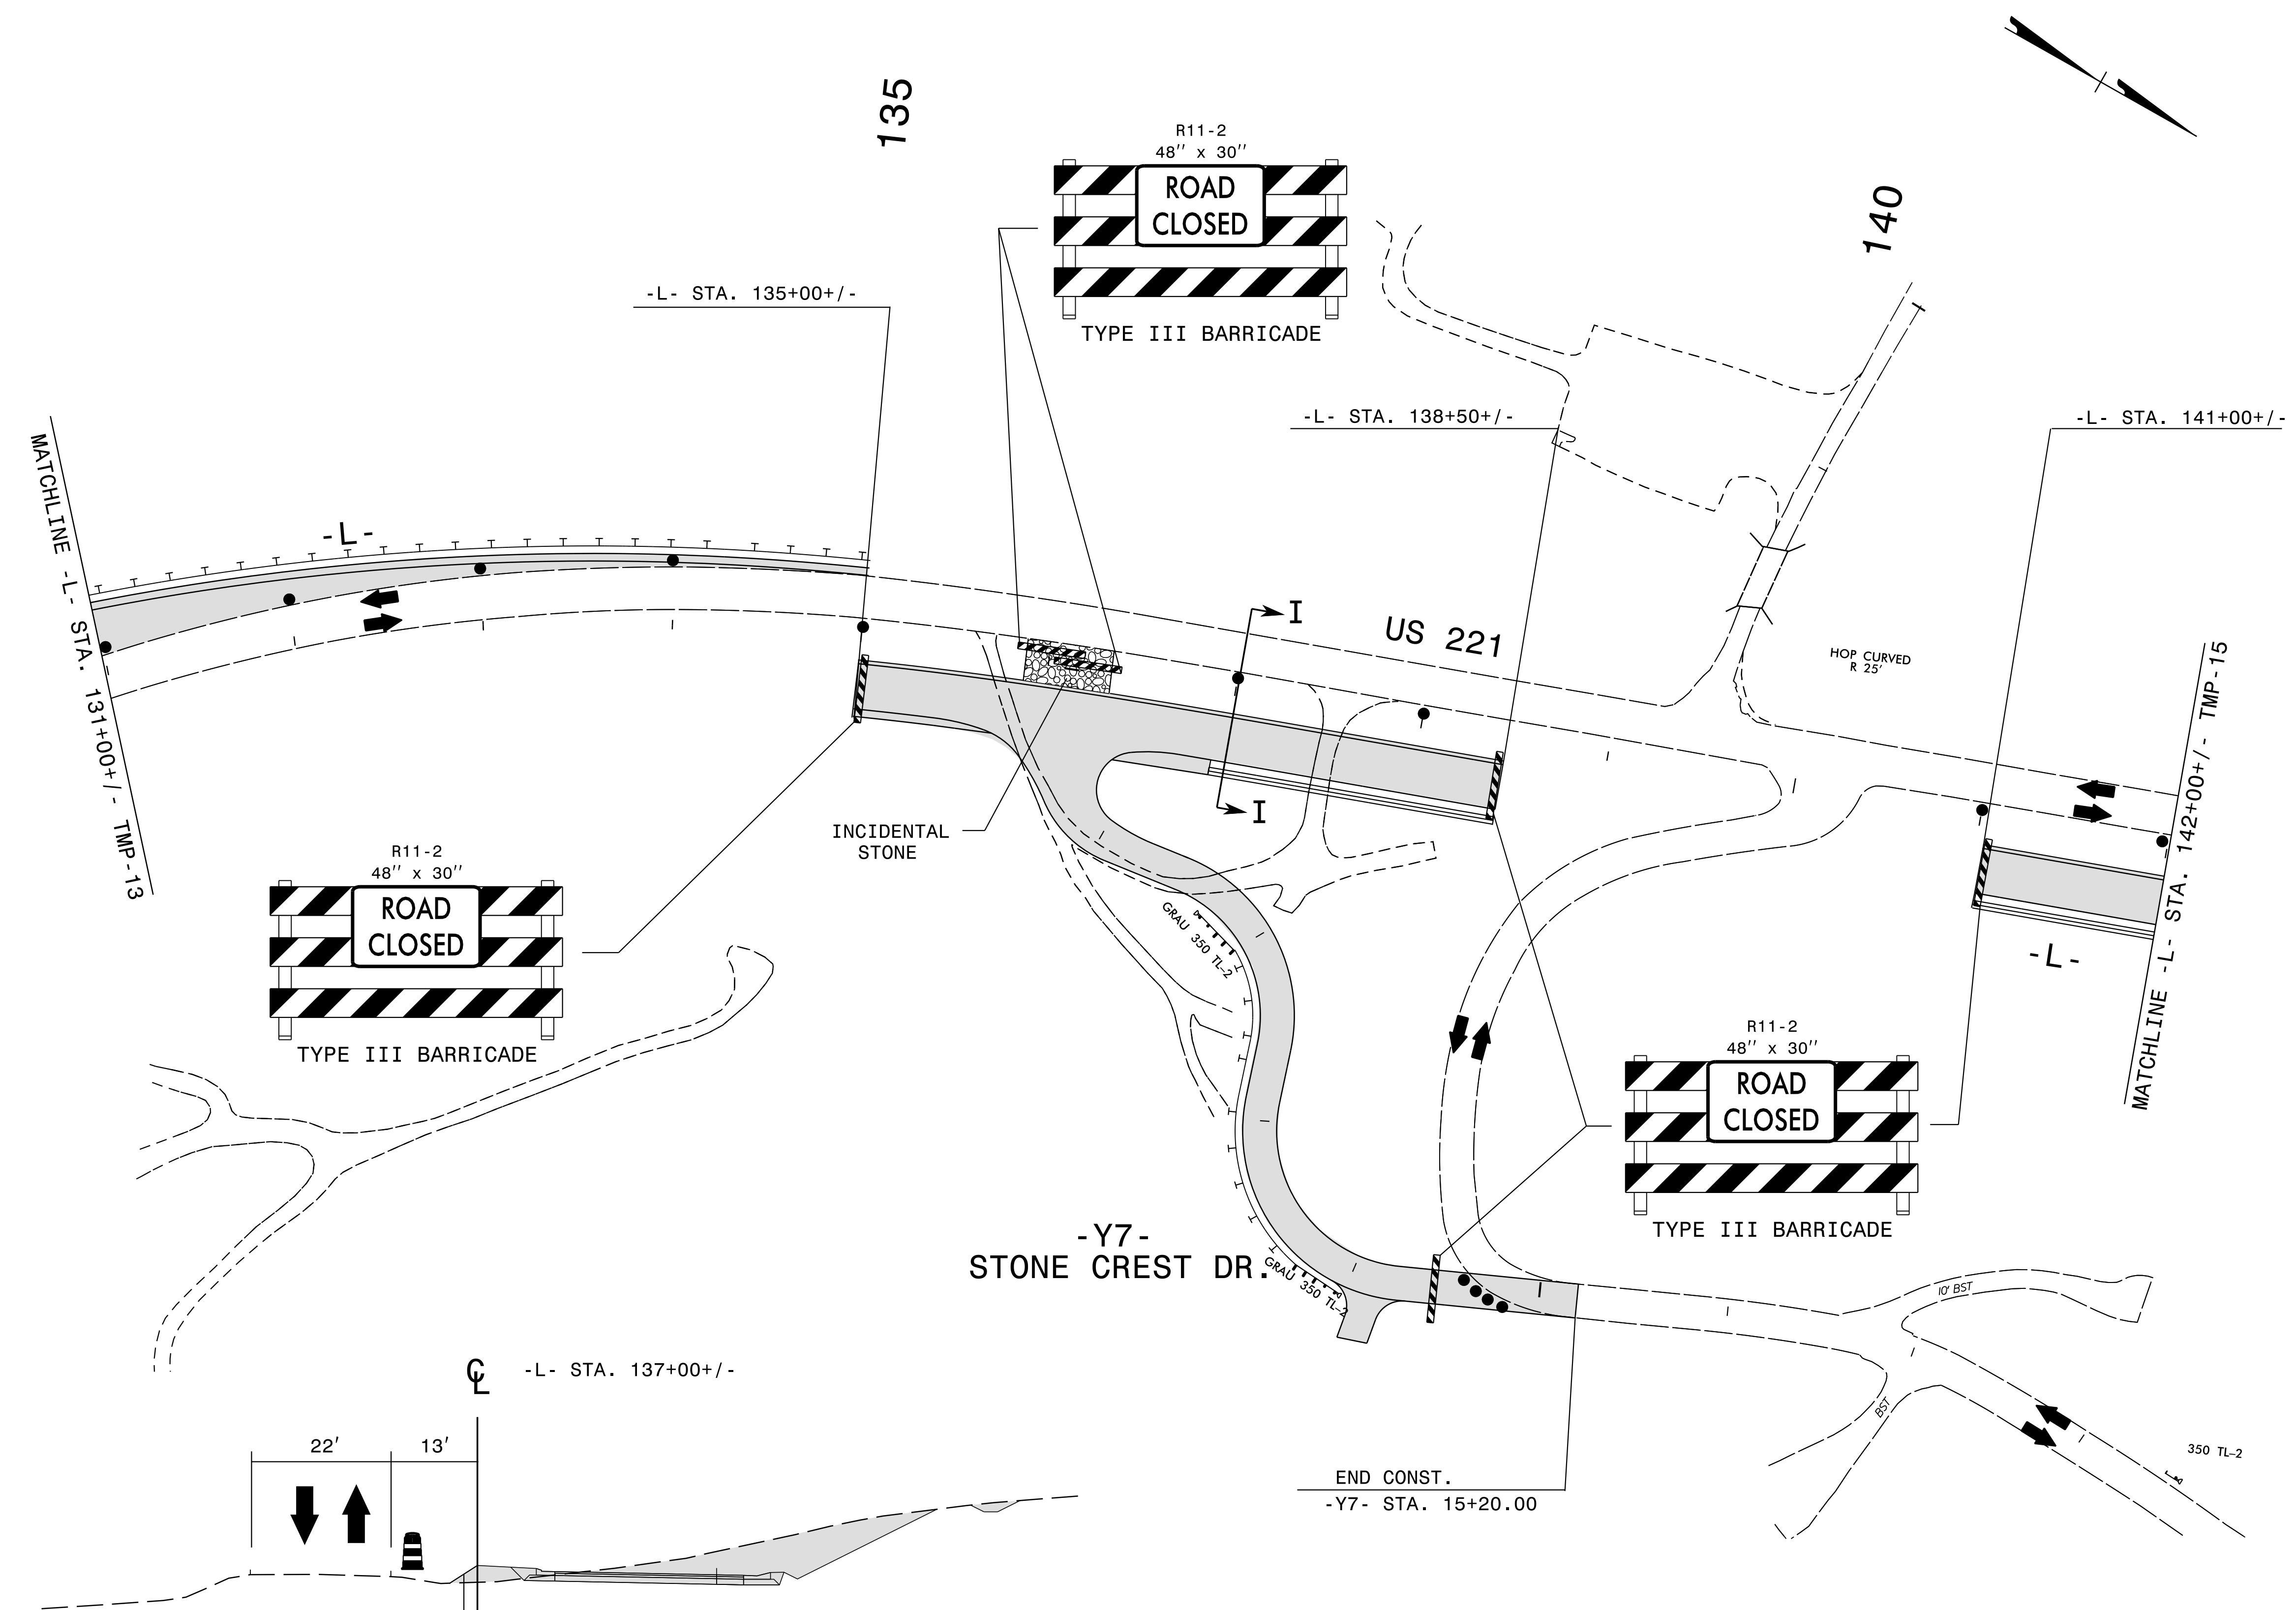 135
R11-2
48'' x 30''
ROAD
CLOSED
TYPE III BARRICADE
140
-L- STA. 135+00+/-
-L- STA. 138+50+/-
-L- STA. 141+00+/-
MATCHLINE -L- STA. 131+00+/- TMP-13
-L-
I
US 221
HOP CURVED
R 25'
I
INCIDENTAL
STONE
MATCHLINE -L- STA. 142+00+/- TMP-15
-L-
R11-2
48'' x 30''
ROAD
CLOSED
TYPE III BARRICADE
GRAU 350 TL-2
R11-2
48'' x 30''
ROAD
CLOSED
TYPE III BARRICADE
-Y7-
STONE CREST DR.
GRAU 350 TL-2
10' BST
BST
350 TL-2
END CONST.
-Y7- STA. 15+20.00
CL
-L- STA. 137+00+/-
22'
13'